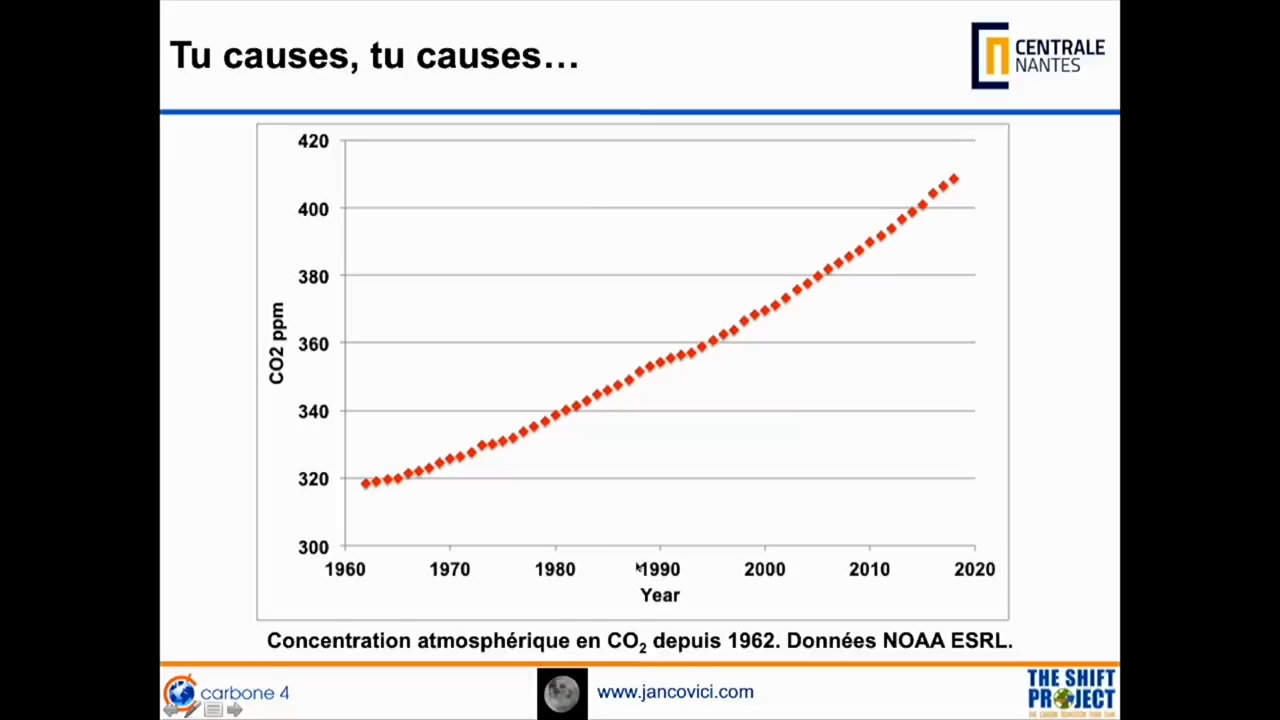 Tu causes, tu causes…
CENTRALE
NANTES
420
400
380
360
340
320
300
CO2 ppm
1960 1970 1980 1990 2000 2010 2020
Year
Concentration atmosphérique en CO₂ depuis 1962. Données NOAA ESRL.
carbone 4
www.jancovici.com
THE SHIFT
PROJECT